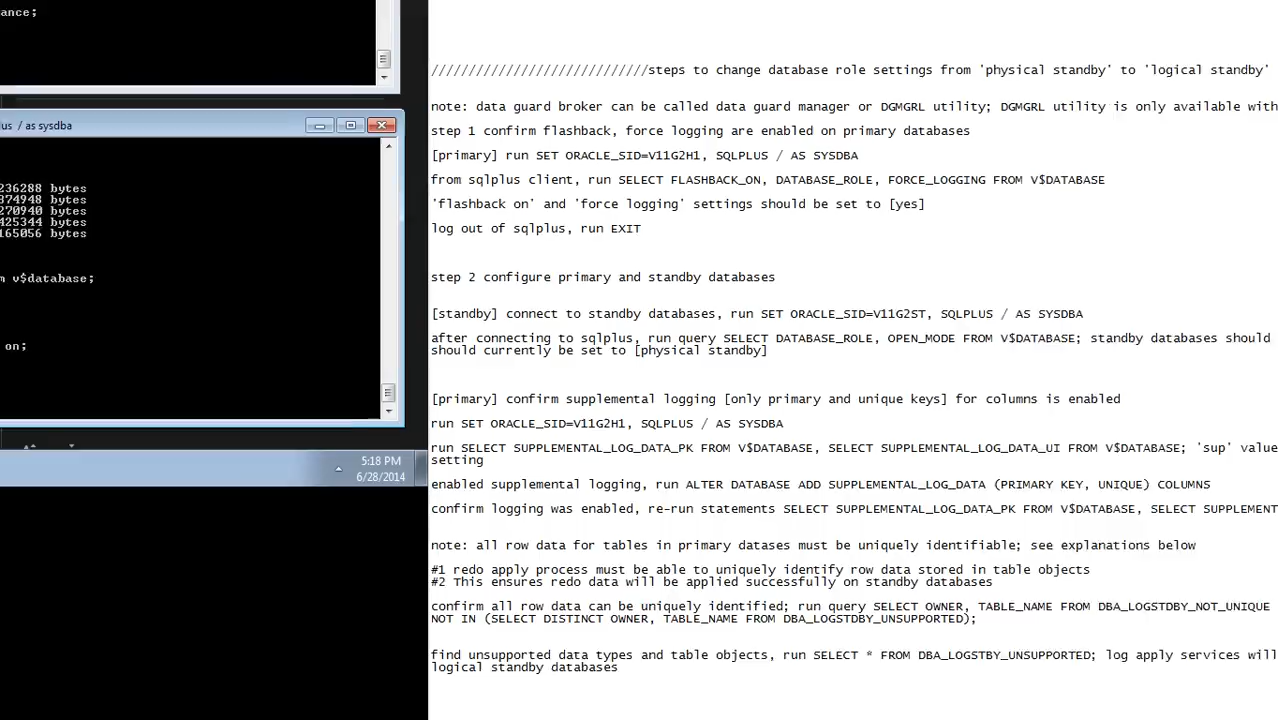 ance;
lus / as sysdba
236288 bytes
374948 bytes
270940 bytes
425344 bytes
165056 bytes
m v$database;
on;
5:18 PM
6/28/2014
/////////////////////////////steps to change database role settings from 'physical standby' to 'logical standby'
note: data guard broker can be called data guard manager or DGMGRL utility; DGMGRL utility is only available with
step 1 confirm flashback, force logging are enabled on primary databases
[primary] run SET ORACLE_SID=V11G2H1, SQLPLUS / AS SYSDBA
from sqlplus client, run SELECT FLASHBACK_ON, DATABASE_ROLE, FORCE_LOGGING FROM V$DATABASE
'flashback on' and 'force logging' settings should be set to [yes]
log out of sqlplus, run EXIT
step 2 configure primary and standby databases
[standby] connect to standby databases, run SET ORACLE_SID=V11G2ST, SQLPLUS / AS SYSDBA
after connecting to sqlplus, run query SELECT DATABASE_ROLE, OPEN_MODE FROM V$DATABASE; standby databases should
should currently be set to [physical standby]
[primary] confirm supplemental logging [only primary and unique keys] for columns is enabled
run SET ORACLE_SID=V11G2H1, SQLPLUS / AS SYSDBA
run SELECT SUPPLEMENTAL_LOG_DATA_PK FROM V$DATABASE, SELECT SUPPLEMENTAL_LOG_DATA_UI FROM V$DATABASE; 'sup' value
setting
enabled supplemental logging, run ALTER DATABASE ADD SUPPLEMENTAL_LOG_DATA (PRIMARY KEY, UNIQUE) COLUMNS
confirm logging was enabled, re-run statements SELECT SUPPLEMENTAL_LOG_DATA_PK FROM V$DATABASE, SELECT SUPPLEMENT
note: all row data for tables in primary datases must be uniquely identifiable; see explanations below
#1 redo apply process must be able to uniquely identify row data stored in table objects
#2 This ensures redo data will be applied successfully on standby databases
confirm all row data can be uniquely identified; run query SELECT OWNER, TABLE_NAME FROM DBA_LOGSTDBY_NOT_UNIQUE
NOT IN (SELECT DISTINCT OWNER, TABLE_NAME FROM DBA_LOGSTDBY_UNSUPPORTED);
find unsupported data types and table objects, run SELECT * FROM DBA_LOGSTBY_UNSUPPORTED; log apply services will
logical standby databases